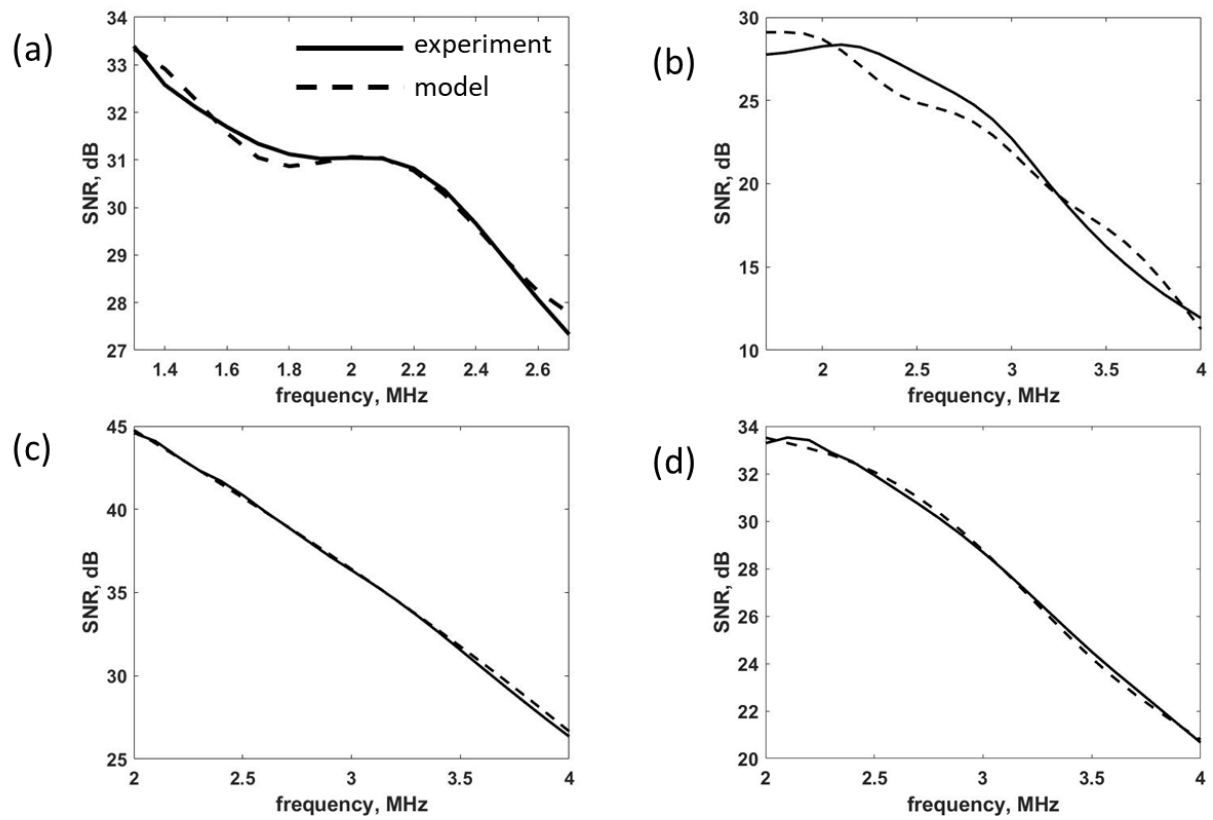 (a)
34
33
32
31
30
29
28
27
SNR, dB
experiment
model
1.4 1.6 1.8 2 2.2 2.4 2.6
frequency, MHz
(b)
30
25
20
15
10
SNR, dB
2 2.5 3 3.5 4
frequency, MHz
(c)
45
40
35
30
25
SNR, dB
2 2.5 3 3.5 4
frequency, MHz
(d)
34
32
30
28
26
24
22
20
SNR, dB
2 2.5 3 3.5 4
frequency, MHz